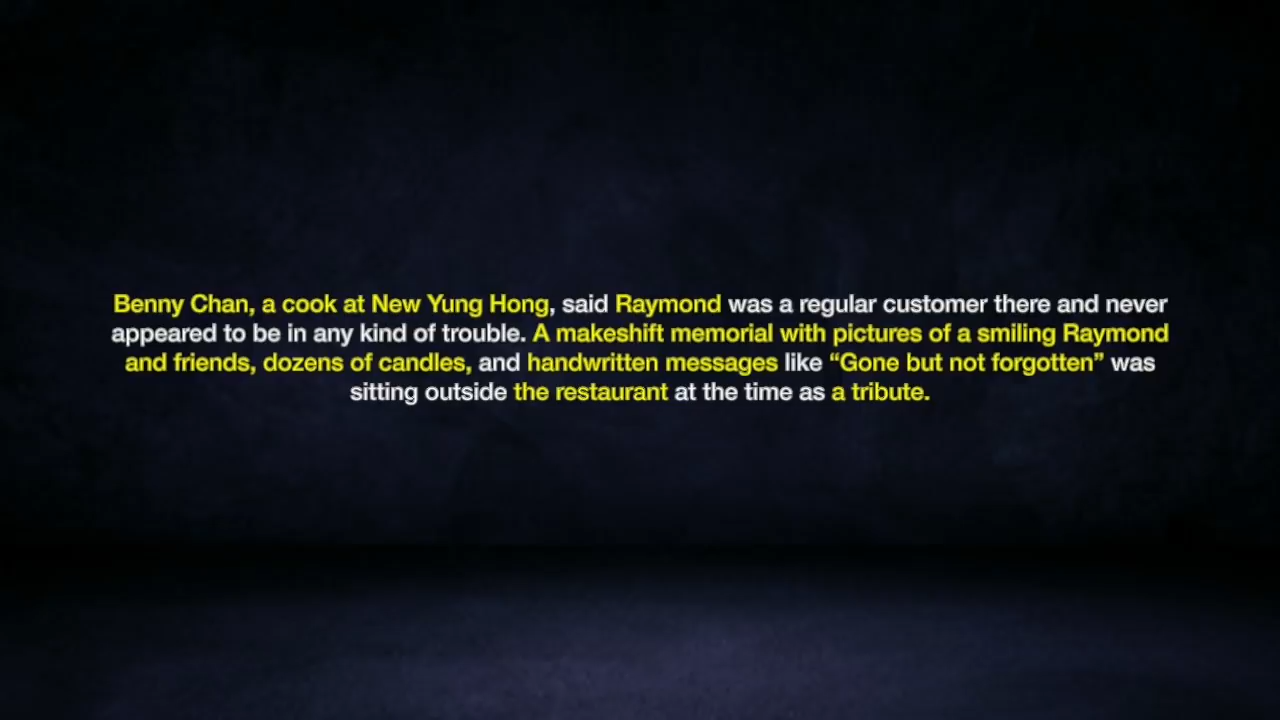 Benny Chan, a cook at New Yung Hong, said Raymond was a regular customer there and never
appeared to be in any kind of trouble. A makeshift memorial with pictures of a smiling Raymond
and friends, dozens of candles, and handwritten messages like “Gone but not forgotten” was
sitting outside the restaurant at the time as a tribute.